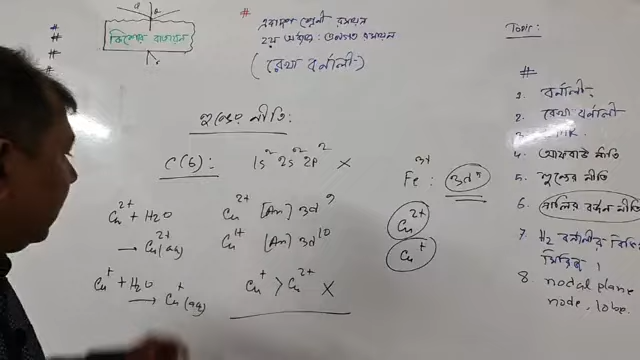 কিশোর বাতায়ন
একাদশ শ্রেণী রসায়ন
২য় অধ্যায়: গুণগত রসায়ন
(রেখা বর্নালী)
Topic:
হুন্ডের নীতি:
C(6): 1s² 2s² 2p² X
Fe³⁺: 3d⁵
Cu²⁺ + H₂O
→ Cu²⁺(aq)
Cu²⁺ [Ar] 3d⁹
Cu⁺ [Ar] 3d¹⁰
Cu²⁺
Cu⁺
Cu⁺ + H₂O
→ Cu⁺(aq)
Cu⁺ > Cu²⁺ X
1. বর্নালী.
2. রেখা বর্নালী
4. আফবাউ নীতি
5. হুন্ডের নীতি
6. পলির বর্জন নীতি
7. H₂ বর্নালীর বিভিন্ন
সিরিজ।
8. nodal plane
node, lobe.